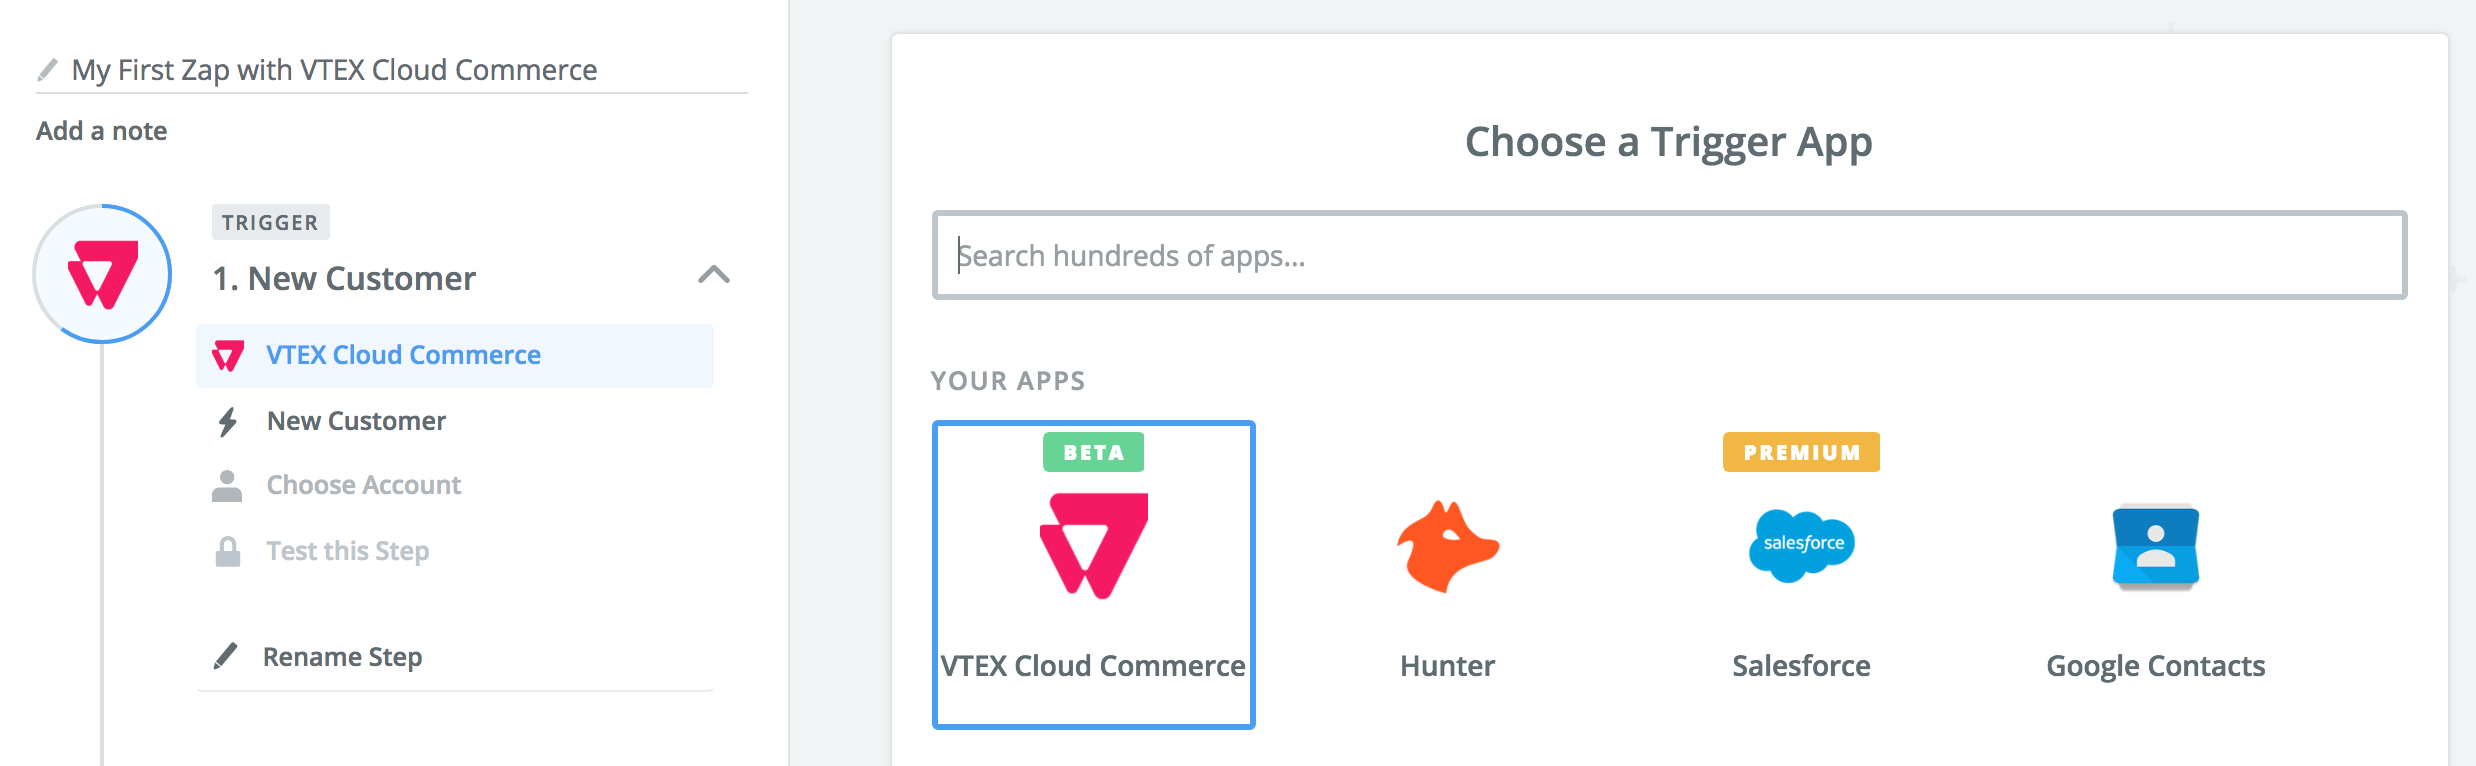 My First Zap with VTEX Cloud Commerce
Add a note
TRIGGER
1. New Customer
VTEX Cloud Commerce
New Customer
Choose Account
Test this Step
Rename Step
Choose a Trigger App
Search hundreds of apps...
YOUR APPS
BETA
VTEX Cloud Commerce
Hunter
PREMIUM
salesforce
Salesforce
Google Contacts